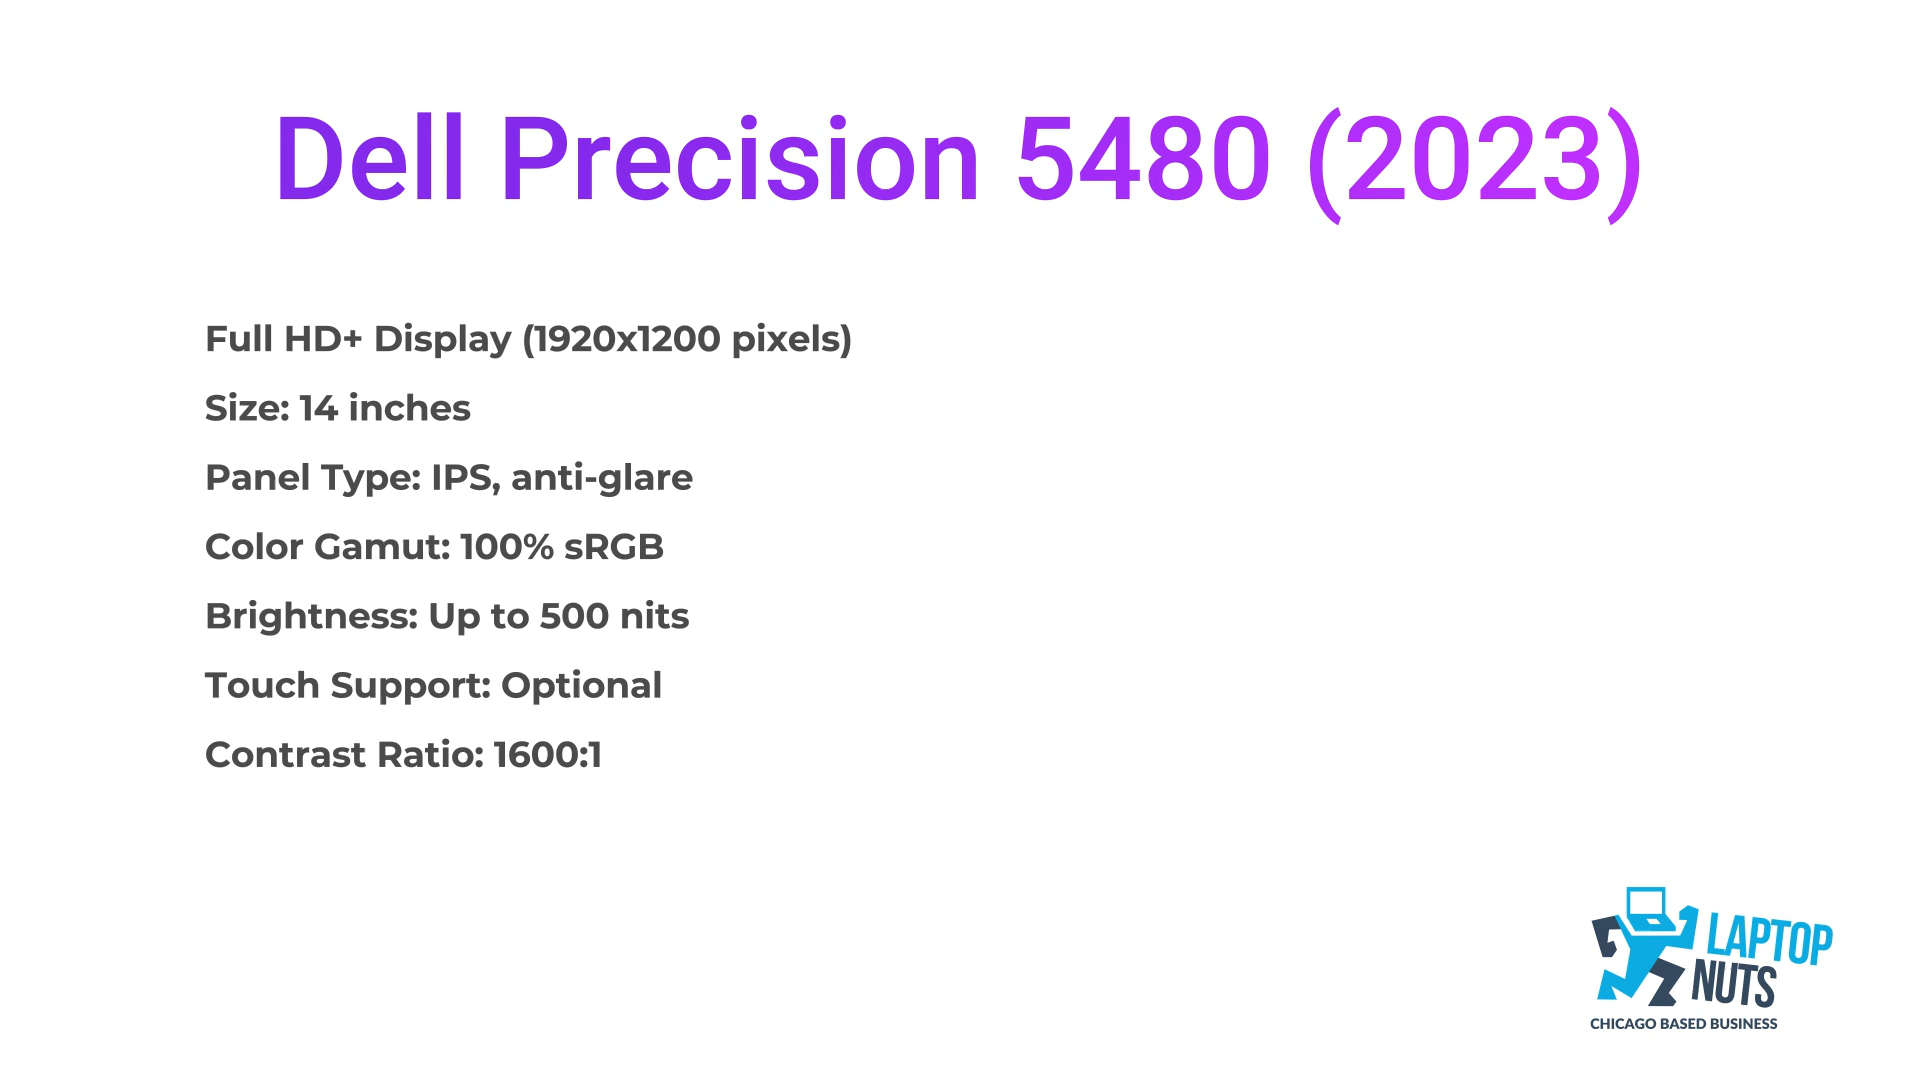 Dell Precision 5480 (2023)
Full HD+ Display (1920x1200 pixels)
Size: 14 inches
Panel Type: IPS, anti-glare
Color Gamut: 100% sRGB
Brightness: Up to 500 nits
Touch Support: Optional
Contrast Ratio: 1600:1
LAPTOP
NUTS
CHICAGO BASED BUSINESS